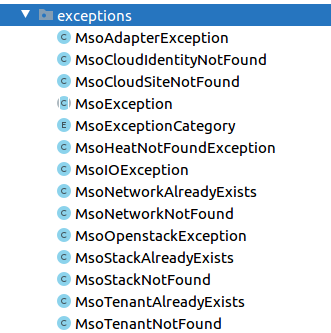 exceptions
C MsoAdapterException
C MsoCloudIdentityNotFound
C MsoCloudSiteNotFound
C MsoException
E MsoExceptionCategory
C MsoHeatNotFoundException
C MsoIOException
C MsoNetworkAlreadyExists
C MsoNetworkNotFound
C MsoOpenstackException
C MsoStackAlreadyExists
C MsoStackNotFound
C MsoTenantAlreadyExists
C MsoTenantNotFound